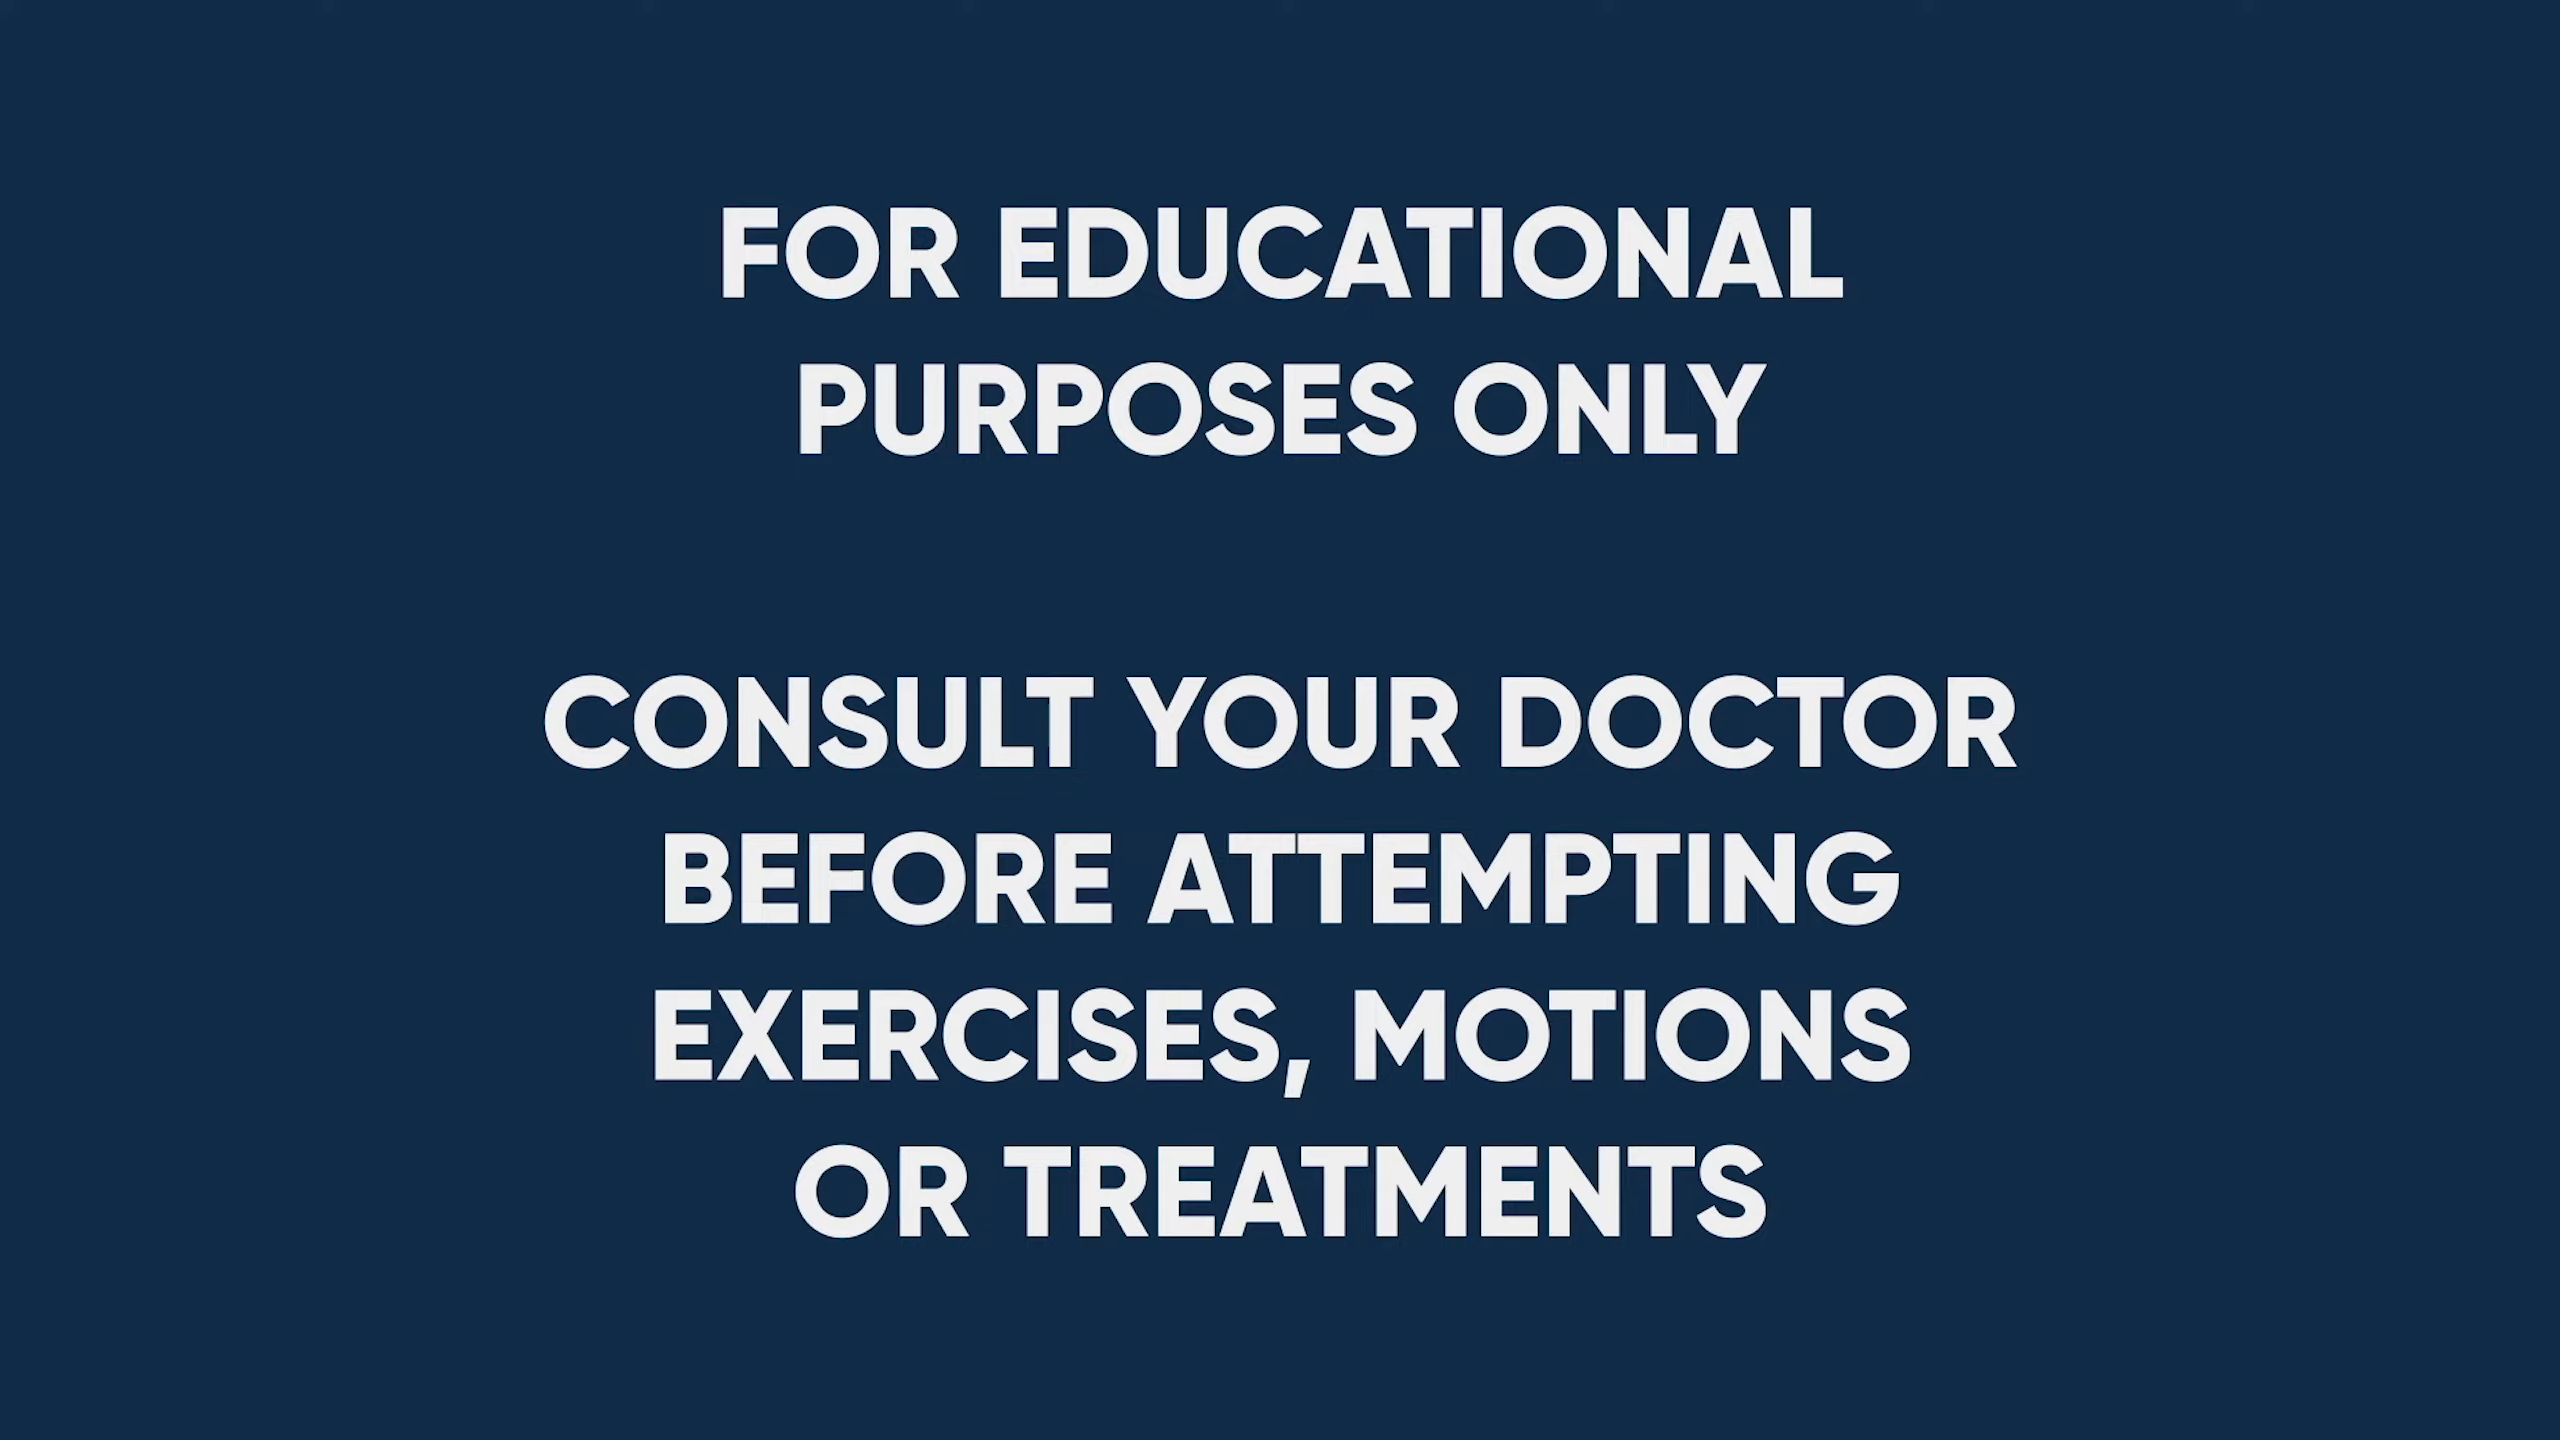 FOR EDUCATIONAL
PURPOSES ONLY
CONSULT YOUR DOCTOR
BEFORE ATTEMPTING
EXERCISES, MOTIONS
OR TREATMENTS